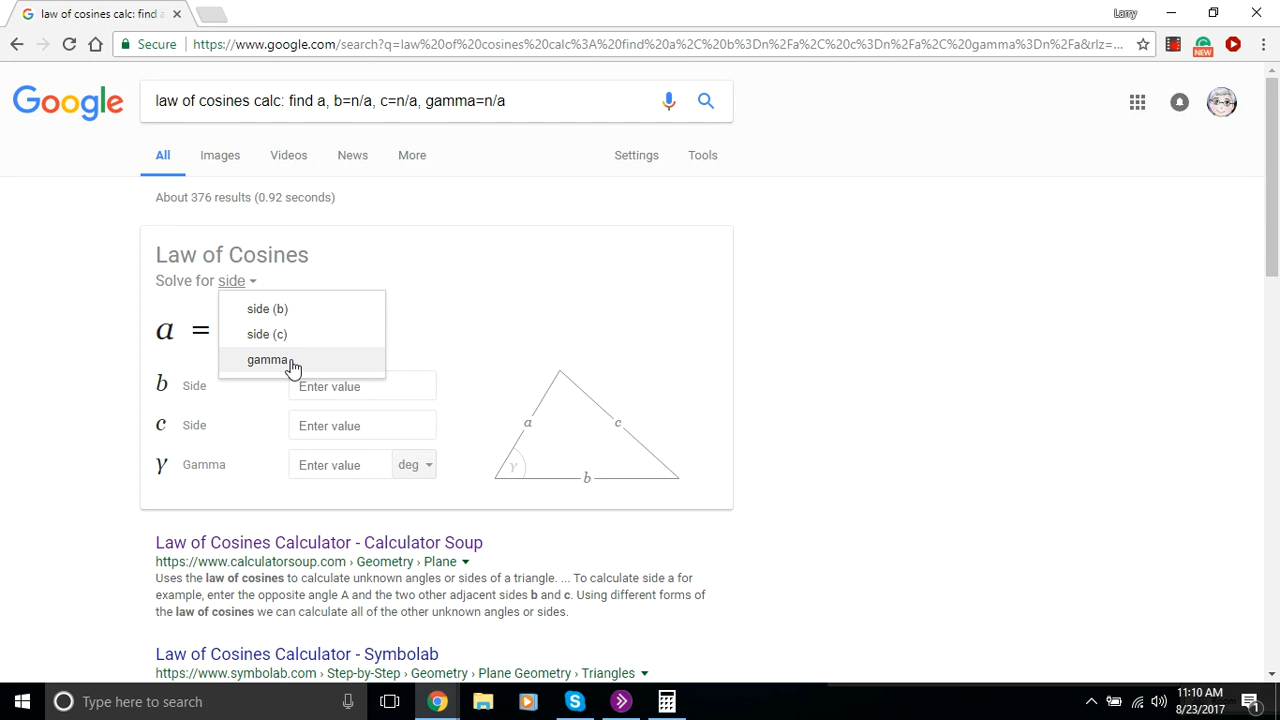 law of cosines calc: find a
Larry
Secure
https://www.google.com/search?q=law%20of%20cosines%20calc%3A%20find%20a%2C%20b%3Dn%2Fa%2C%20c%3Dn%2Fa%2C%20gamma%3Dn%2Fa&rlz=...
NEW
Google
law of cosines calc: find a, b=n/a, c=n/a, gamma=n/a
All Images Videos News More Settings Tools
About 376 results (0.92 seconds)
Law of Cosines
Solve for side
side (b)
a =
side (c)
gamma
b Side Enter value
c Side Enter value
γ Gamma Enter value deg
a c
γ
b
Law of Cosines Calculator - Calculator Soup
https://www.calculatorsoup.com › Geometry › Plane
Uses the law of cosines to calculate unknown angles or sides of a triangle. ... To calculate side a for
example, enter the opposite angle A and the two other adjacent sides b and c. Using different forms of
the law of cosines we can calculate all of the other unknown angles or sides.
Law of Cosines Calculator - Symbolab
https://www.symbolab.com › Step-by-Step › Geometry › Plane Geometry › Triangles
Type here to search
11:10 AM
8/23/2017
1